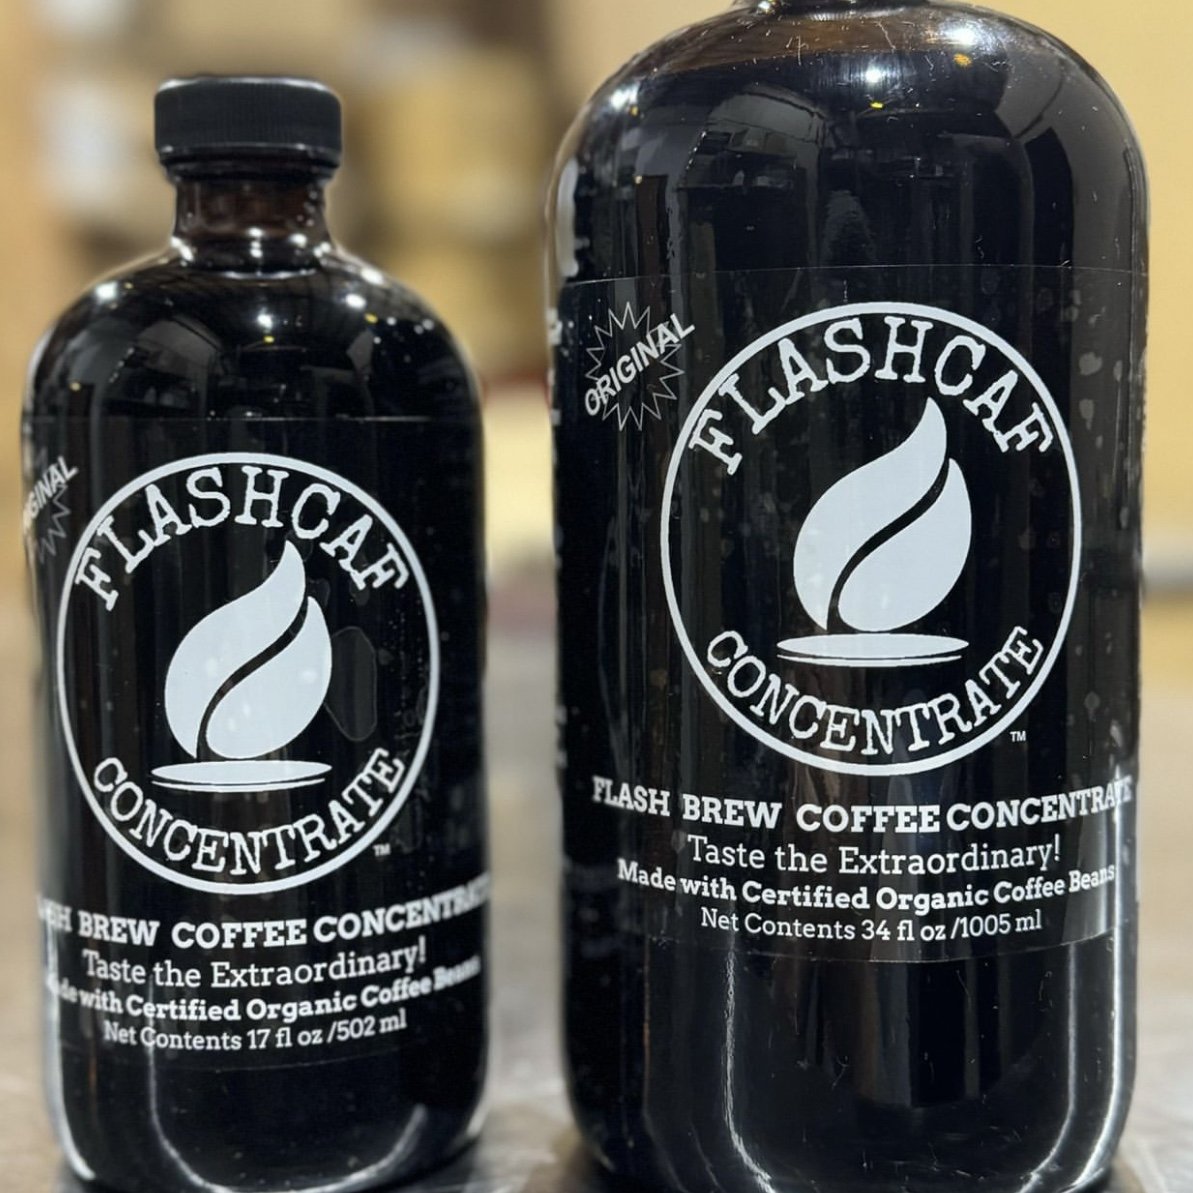 ORIGINAL
FLASHCAF
CONCENTRATE
TM
BREW COFFEE CONCENTRATE
Taste the Extraordinary!
Made with Certified Organic Coffee Beans
Net Contents 17 fl oz /502 ml
ORIGINAL
FLASHCAF
CONCENTRATE
TM
FLASH BREW COFFEE CONCENTRATE
Taste the Extraordinary!
Made with Certified Organic Coffee Beans
Net Contents 34 fl oz /1005 ml